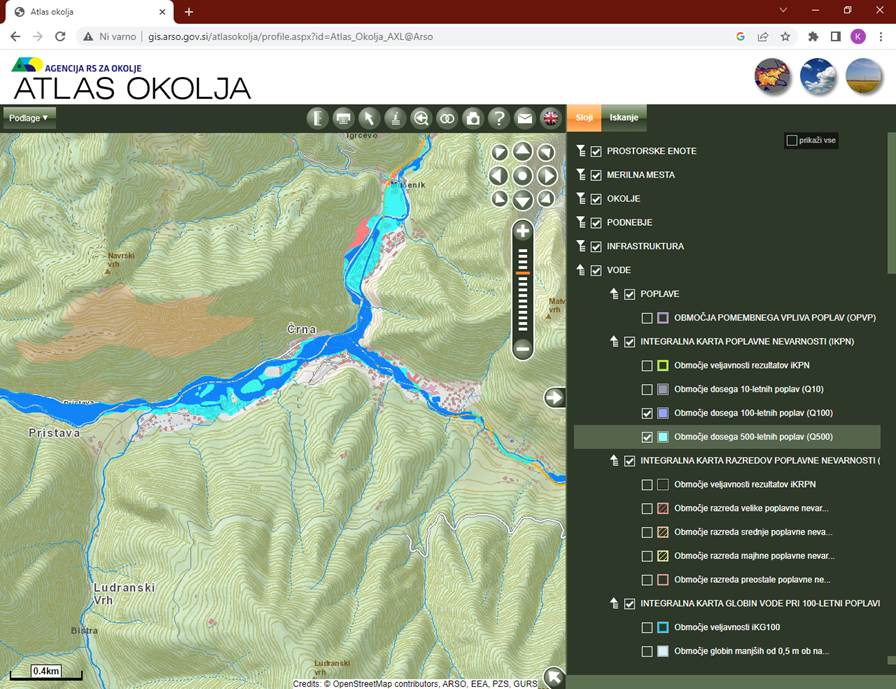 Atlas okolja
Ni varno
gis.arso.gov.si/atlasokolja/profile.aspx?id=Atlas_Okolja_AXL@Arso
K
AGENCIJA RS ZA OKOLJE
ATLAS OKOLJA
Podlage
Sloji
Iskanje
prikaži vse
PROSTORSKE ENOTE
MERILNA MESTA
OKOLJE
PODNEBJE
INFRASTRUKTURA
VODE
POPLAVE
OBMOČJA POMEMBNEGA VPLIVA POPLAV (OPVP)
INTEGRALNA KARTA POPLAVNE NEVARNOSTI (IKPN)
Območje veljavnosti rezultatov iKPN
Območje dosega 10-letnih poplav (Q10)
Območje dosega 100-letnih poplav (Q100)
Območje dosega 500-letnih poplav (Q500)
INTEGRALNA KARTA RAZREDOV POPLAVNE NEVARNOSTI (
Območje veljavnosti rezultatov iKRPN
Območje razreda velike poplavne nevar...
Območje razreda srednje poplavne neva...
Območje razreda majhne poplavne nevar...
Območje razreda preostale poplavne ne...
INTEGRALNA KARTA GLOBIN VODE PRI 100-LETNI POPLAVI
Območje veljavnosti iKG100
Območje globin manjših od 0,5 m ob na...
Navrski
vrh
Črna
Pristava
Pristava
Ludranski
Vrh
Bistra
Ludranski
vrh
0.4km
Credits: © OpenStreetMap contributors, ARSO, EEA, PZS, GURS